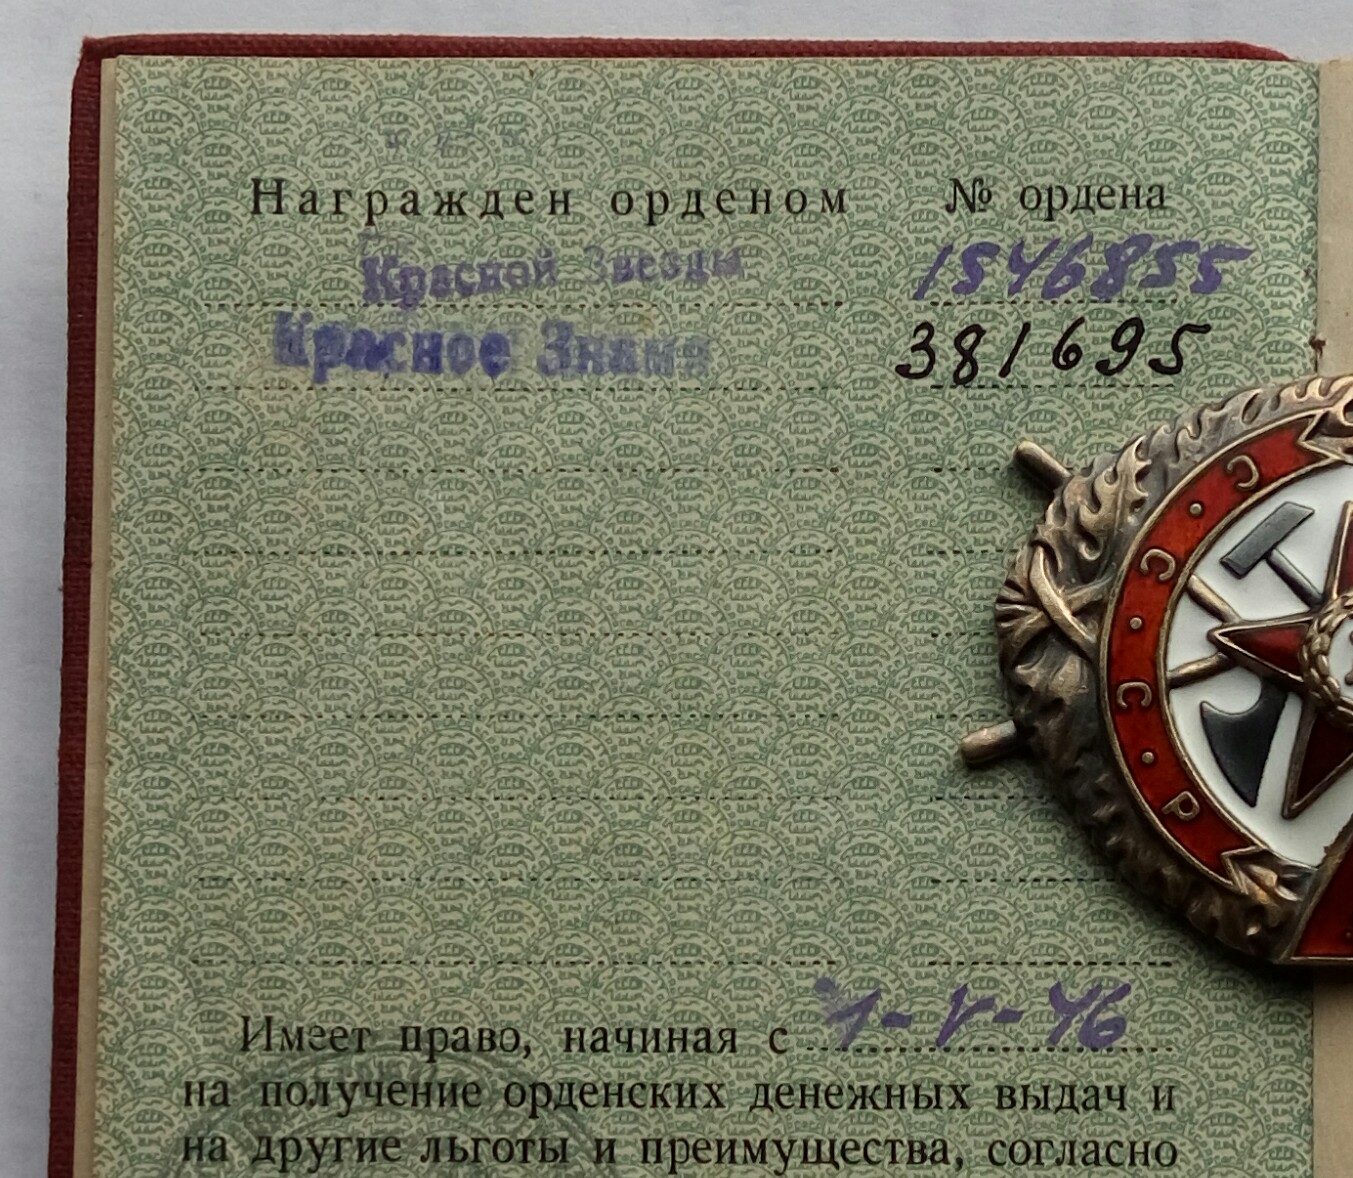 Награжден орденом № ордена
Красной Звезды 1546855
Красное Знамя 381695
С С С Р
Имеет право, начиная с 1-V-46
на получение орденских денежных выдач и
на другие льготы и преимущества, согласно